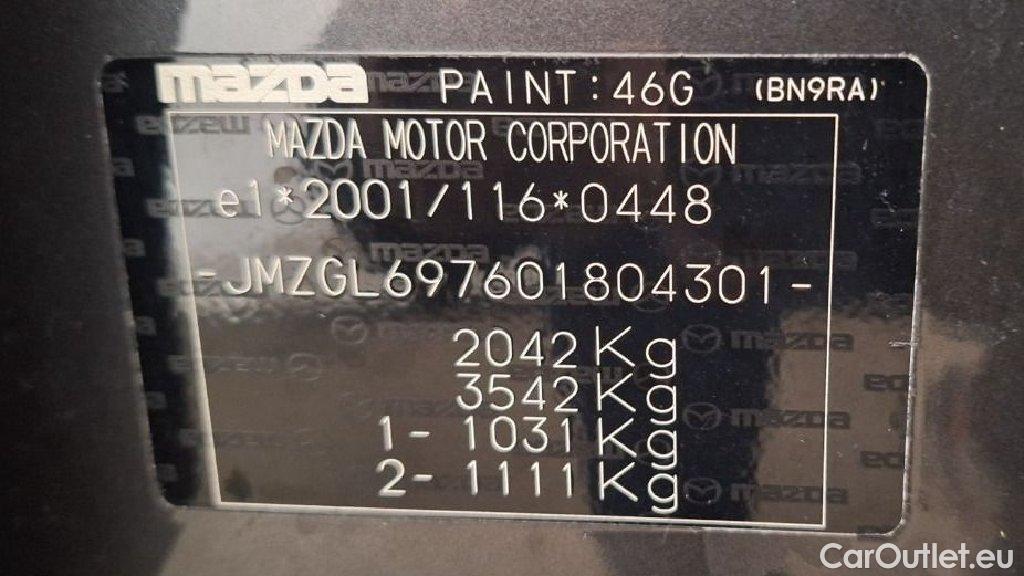 mazda PAINT: 46G (BN9RA)
MAZDA MOTOR CORPORATION
e1*2001/116*0448
-JMZGL697601804301-
2042Kg
3542Kg
1- 1031Kg
2- 1111Kg
CarOutlet.eu